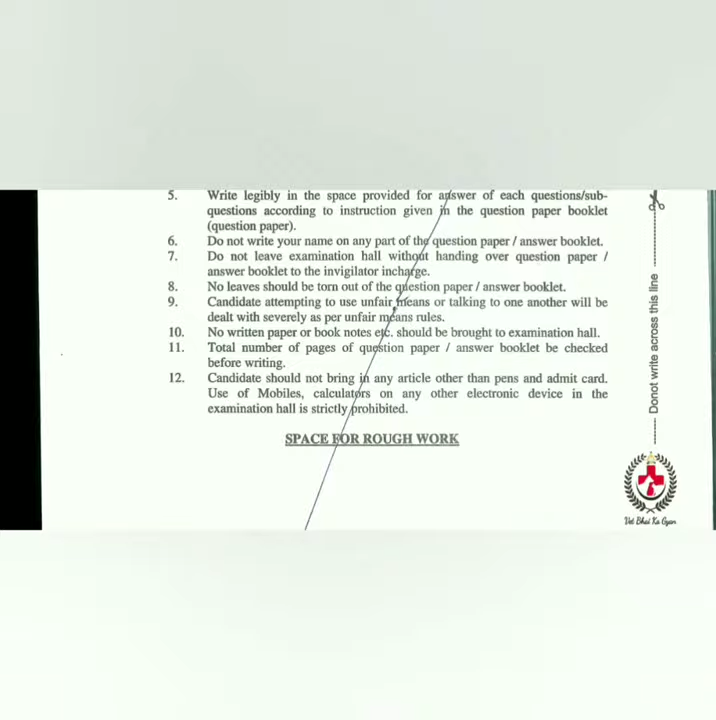 5. Write legibly in the space provided for answer of each questions/sub-
questions according to instruction given in the question paper booklet
(question paper).
6. Do not write your name on any part of the question paper / answer booklet.
7. Do not leave examination hall without handing over question paper /
answer booklet to the invigilator incharge.
8. No leaves should be torn out of the question paper / answer booklet.
9. Candidate attempting to use unfair means or talking to one another will be
dealt with severely as per unfair means rules.
10. No written paper or book notes etc. should be brought to examination hall.
11. Total number of pages of question paper / answer booklet be checked
before writing.
12. Candidate should not bring in any article other than pens and admit card.
Use of Mobiles, calculators on any other electronic device in the
examination hall is strictly prohibited.
SPACE FOR ROUGH WORK
Donot write across this line
Vet Bhai Ka Gyan